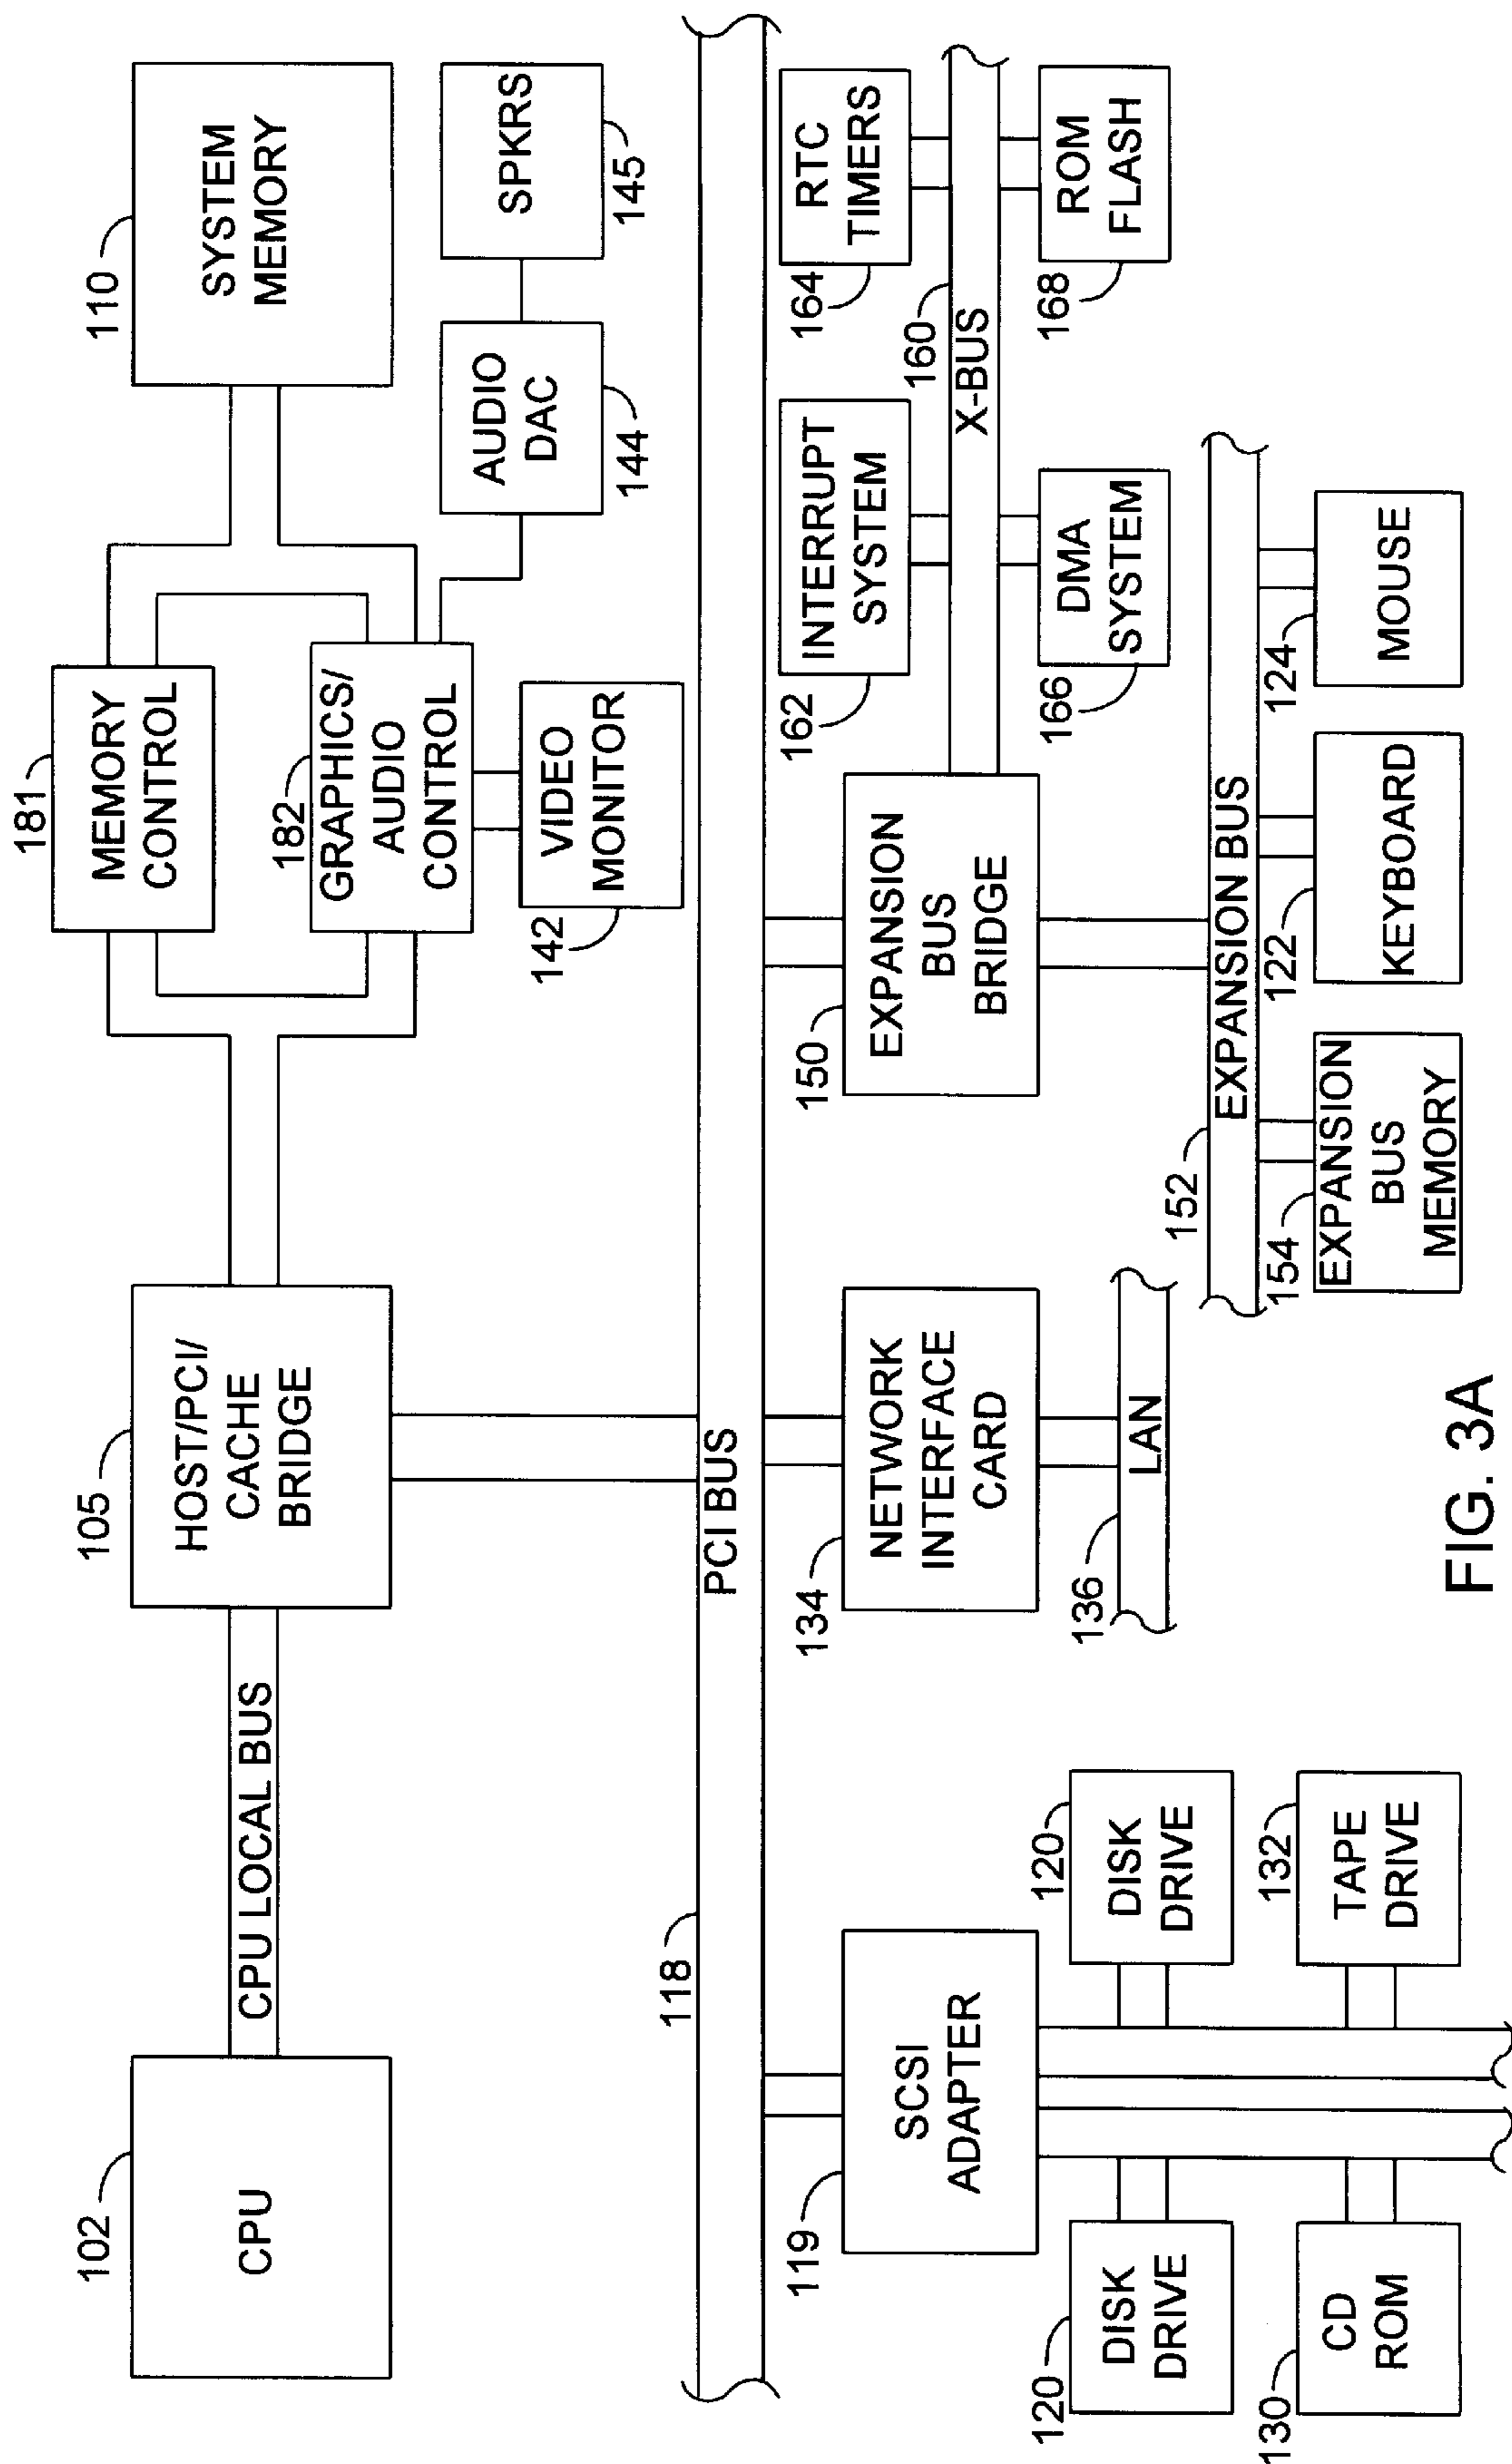 102
CPU
CPU LOCAL BUS
105
HOST/PCI/
CACHE
BRIDGE
181
MEMORY
CONTROL
182
GRAPHICS/
AUDIO
CONTROL
110
SYSTEM
MEMORY
142
VIDEO
MONITOR
AUDIO
DAC
144
SPKRS
145
118
PCI BUS
119
SCSI
ADAPTER
120
DISK
DRIVE
120
DISK
DRIVE
130
CD
ROM
132
TAPE
DRIVE
134
NETWORK
INTERFACE
CARD
136
LAN
150
EXPANSION
BUS
BRIDGE
162
INTERRUPT
SYSTEM
164
RTC
TIMERS
160
X-BUS
166
DMA
SYSTEM
168
ROM
FLASH
152
EXPANSION BUS
154
EXPANSION
BUS
MEMORY
122
KEYBOARD
124
MOUSE
FIG. 3A